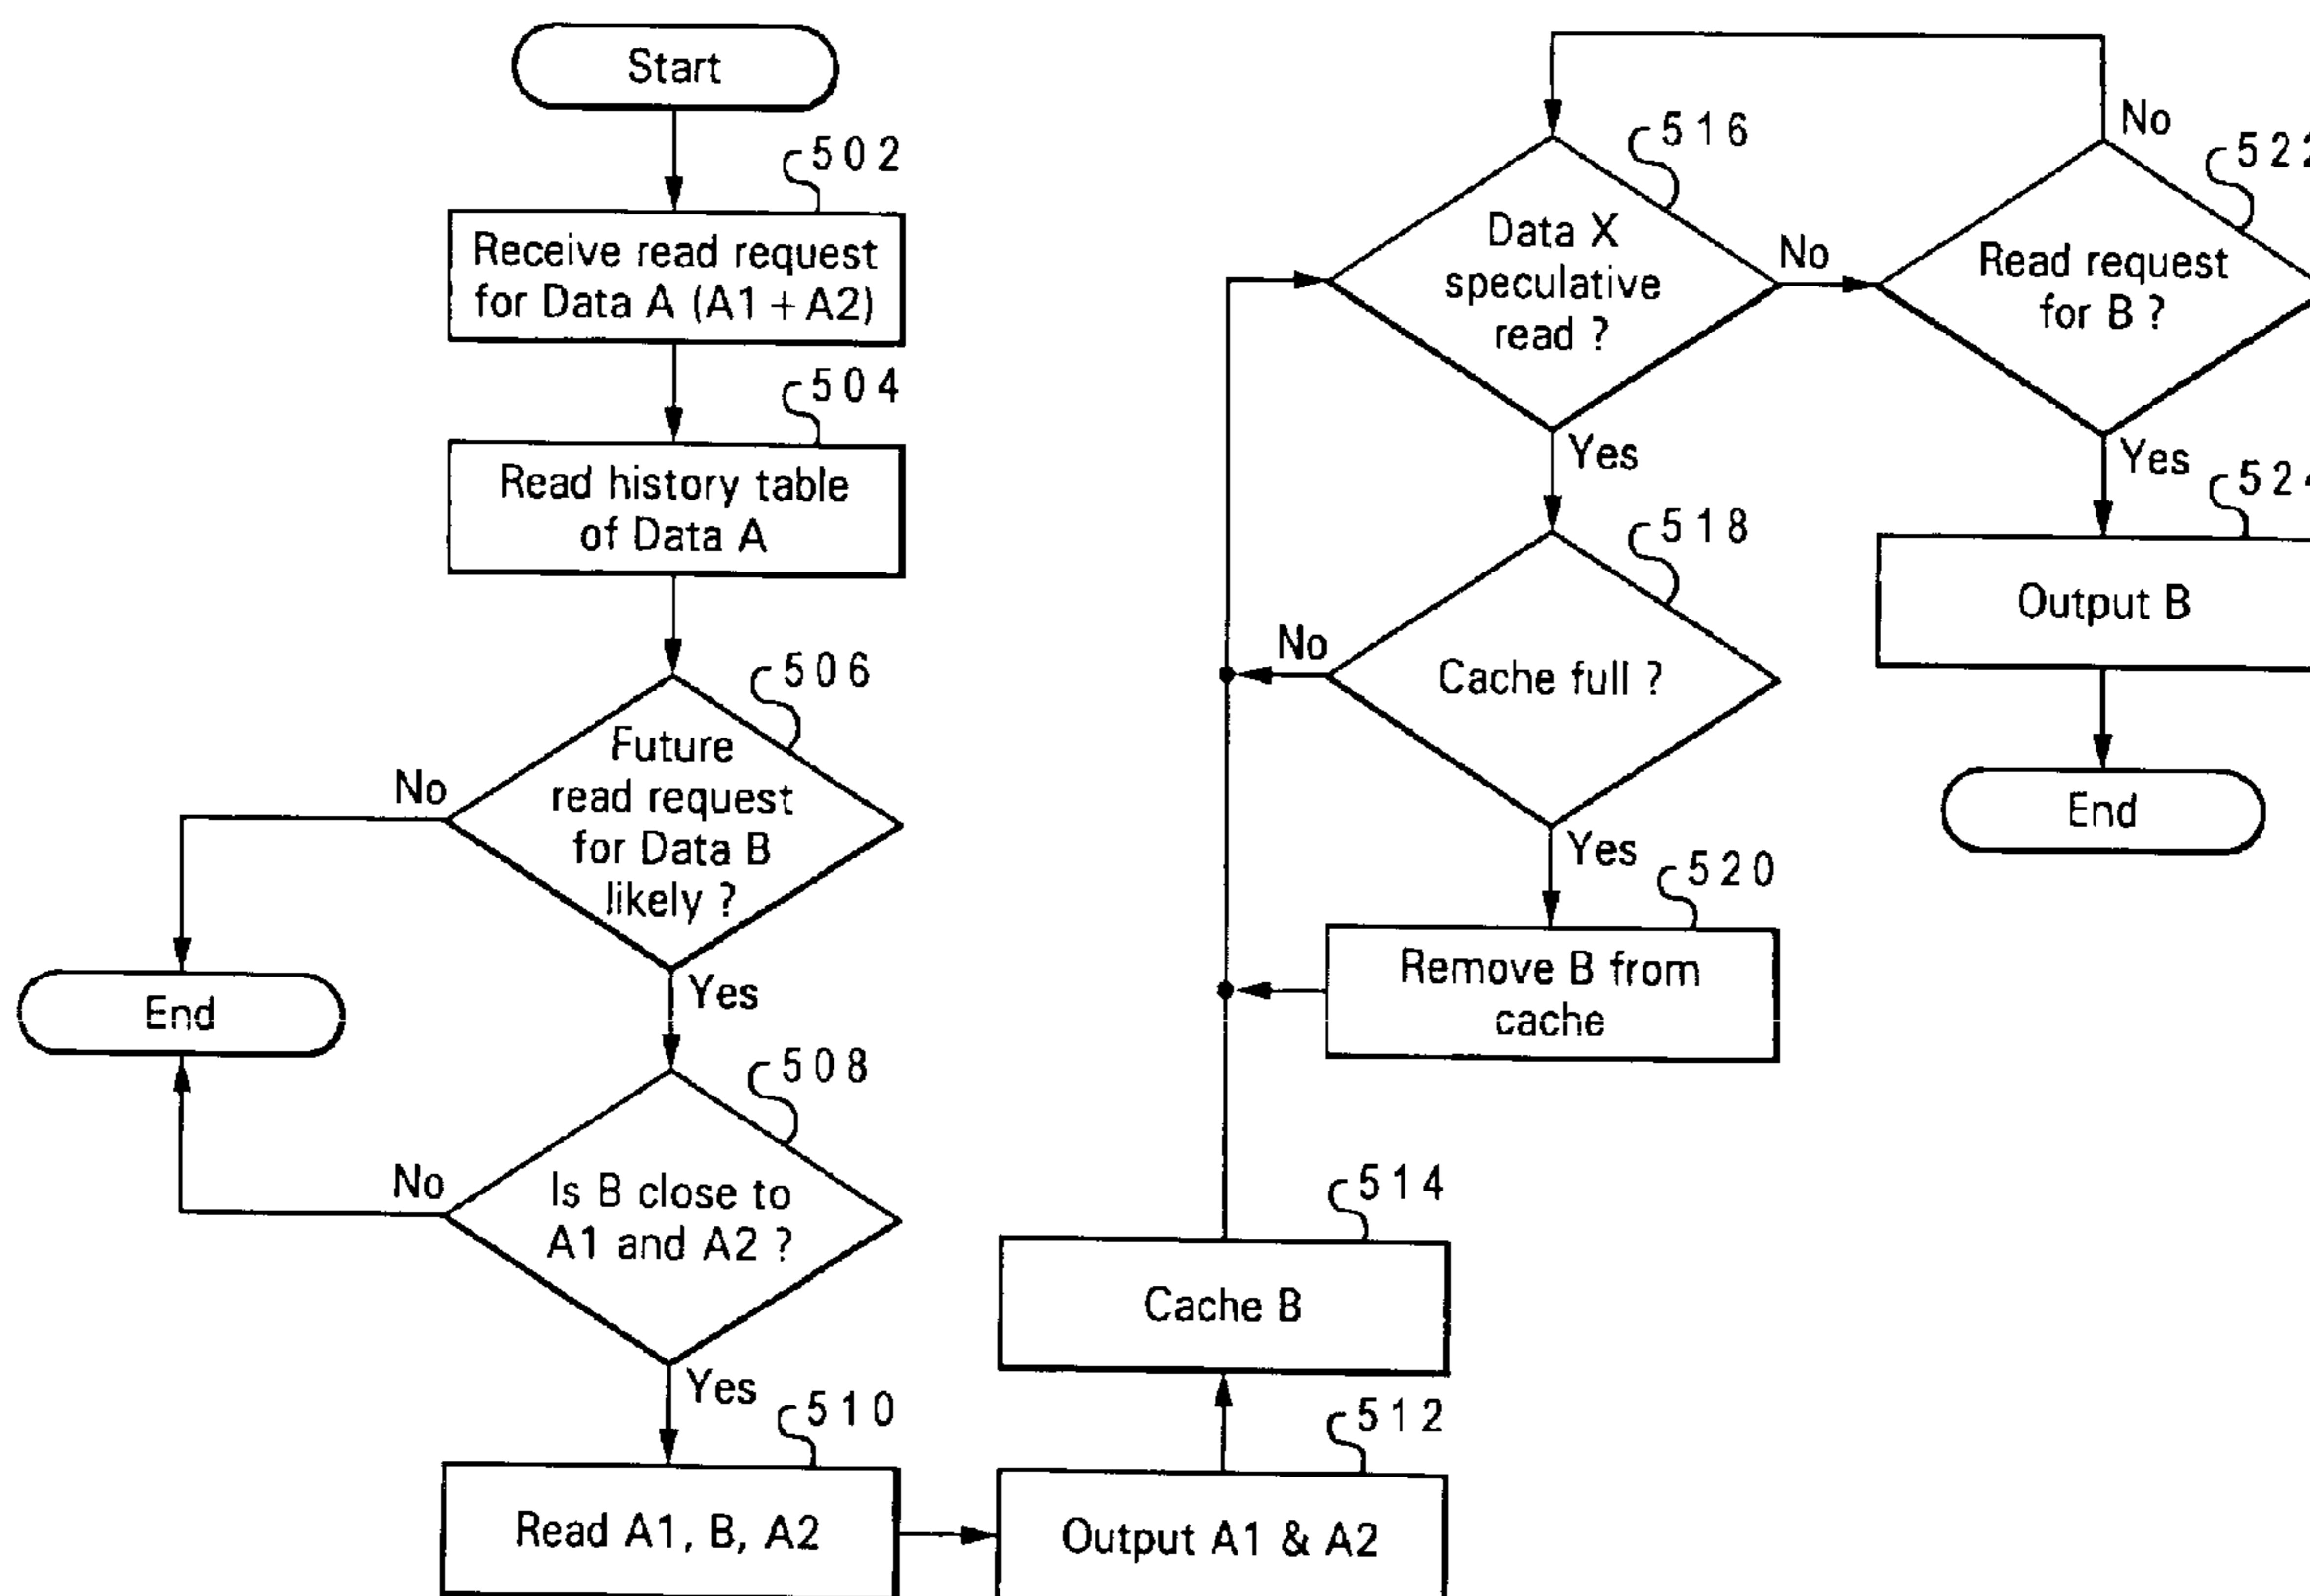 Start
502
Receive read request
for Data A (A1 + A2)
504
Read history table
of Data A
506
Future
read request
for Data B
likely ?
No
Yes
End
508
Is B close to
A1 and A2 ?
No
Yes
510
Read A1, B, A2
512
Output A1 & A2
514
Cache B
516
Data X
speculative
read ?
No
Yes
518
Cache full ?
No
Yes
520
Remove B from
cache
522
Read request
for B ?
No
Yes
524
Output B
End